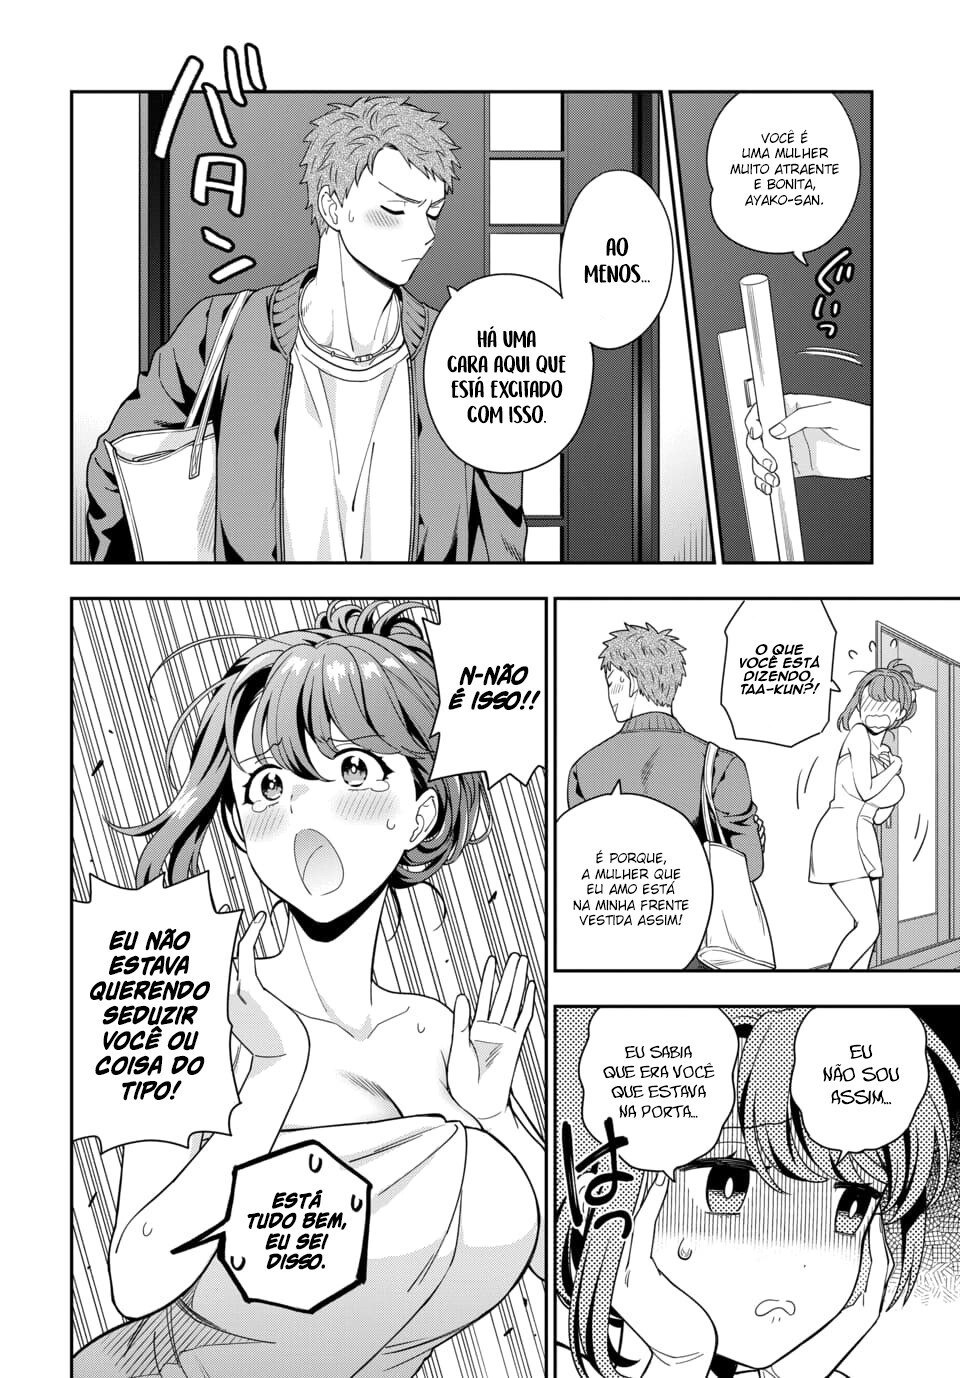 VOCÊ É
UMA MULHER
MUITO ATRAENTE
E BONITA,
AYAKO-SAN.
ぐいっ
AO
MENOS...
HÁ UMA
CARA AQUI QUE
ESTÁ EXCITADO
COM ISSO.
バタン
O QUE
VOCÊ ESTÁ
DIZENDO,
TAA-KUN?!
É PORQUE,
A MULHER QUE
EU AMO ESTÁ
NA MINHA FRENTE
VESTIDA ASSIM!
N-NÃO
É ISSO!!
EU NÃO
ESTAVA
QUERENDO
SEDUZIR
VOCÊ OU
COISA DO
TIPO!
ESTÁ
TUDO BEM,
EU SEI
DISSO.
EU
NÃO SOU
ASSIM...
EU SABIA
QUE ERA VOCÊ
QUE ESTAVA
NA PORTA...
はっ